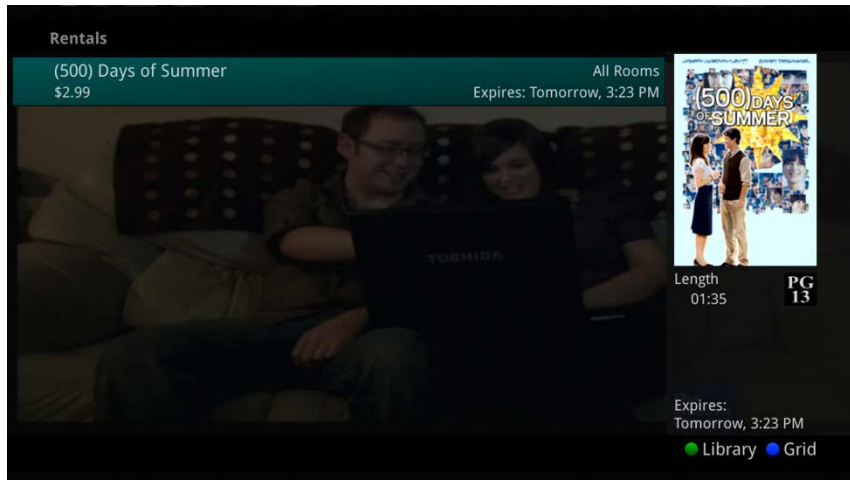 Rentals
(500) Days of Summer
All Rooms
$2.99
Expires: Tomorrow, 3:23 PM
(500) DAYS
OF SUMMER
TOSHIBA
Length
01:35
PG
13
Expires:
Tomorrow, 3:23 PM
Library Grid